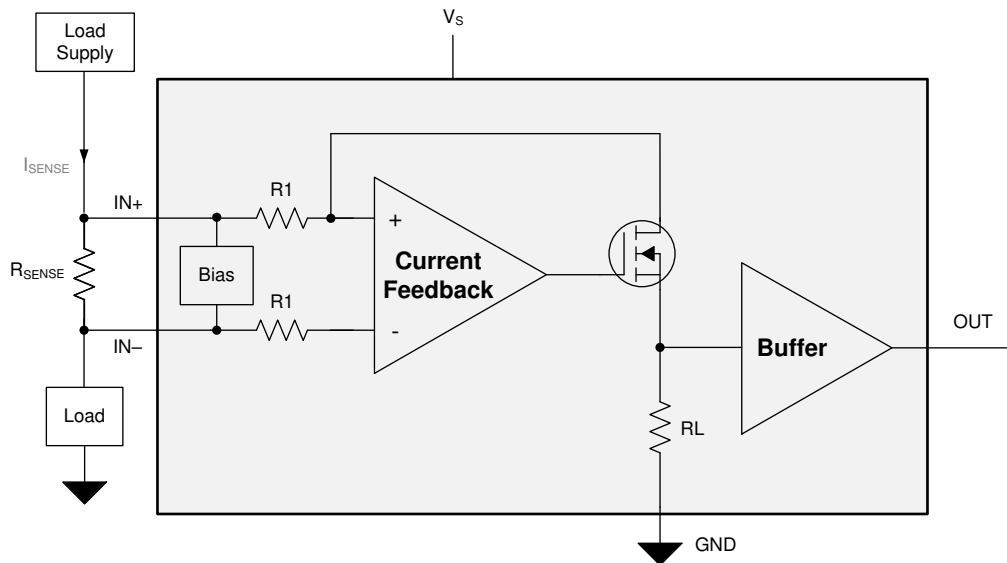 Load
Supply
VS
ISENSE
R1
IN+
+
RSENSE
Bias
Current
Feedback
R1
IN–
-
OUT
Buffer
Load
RL
GND